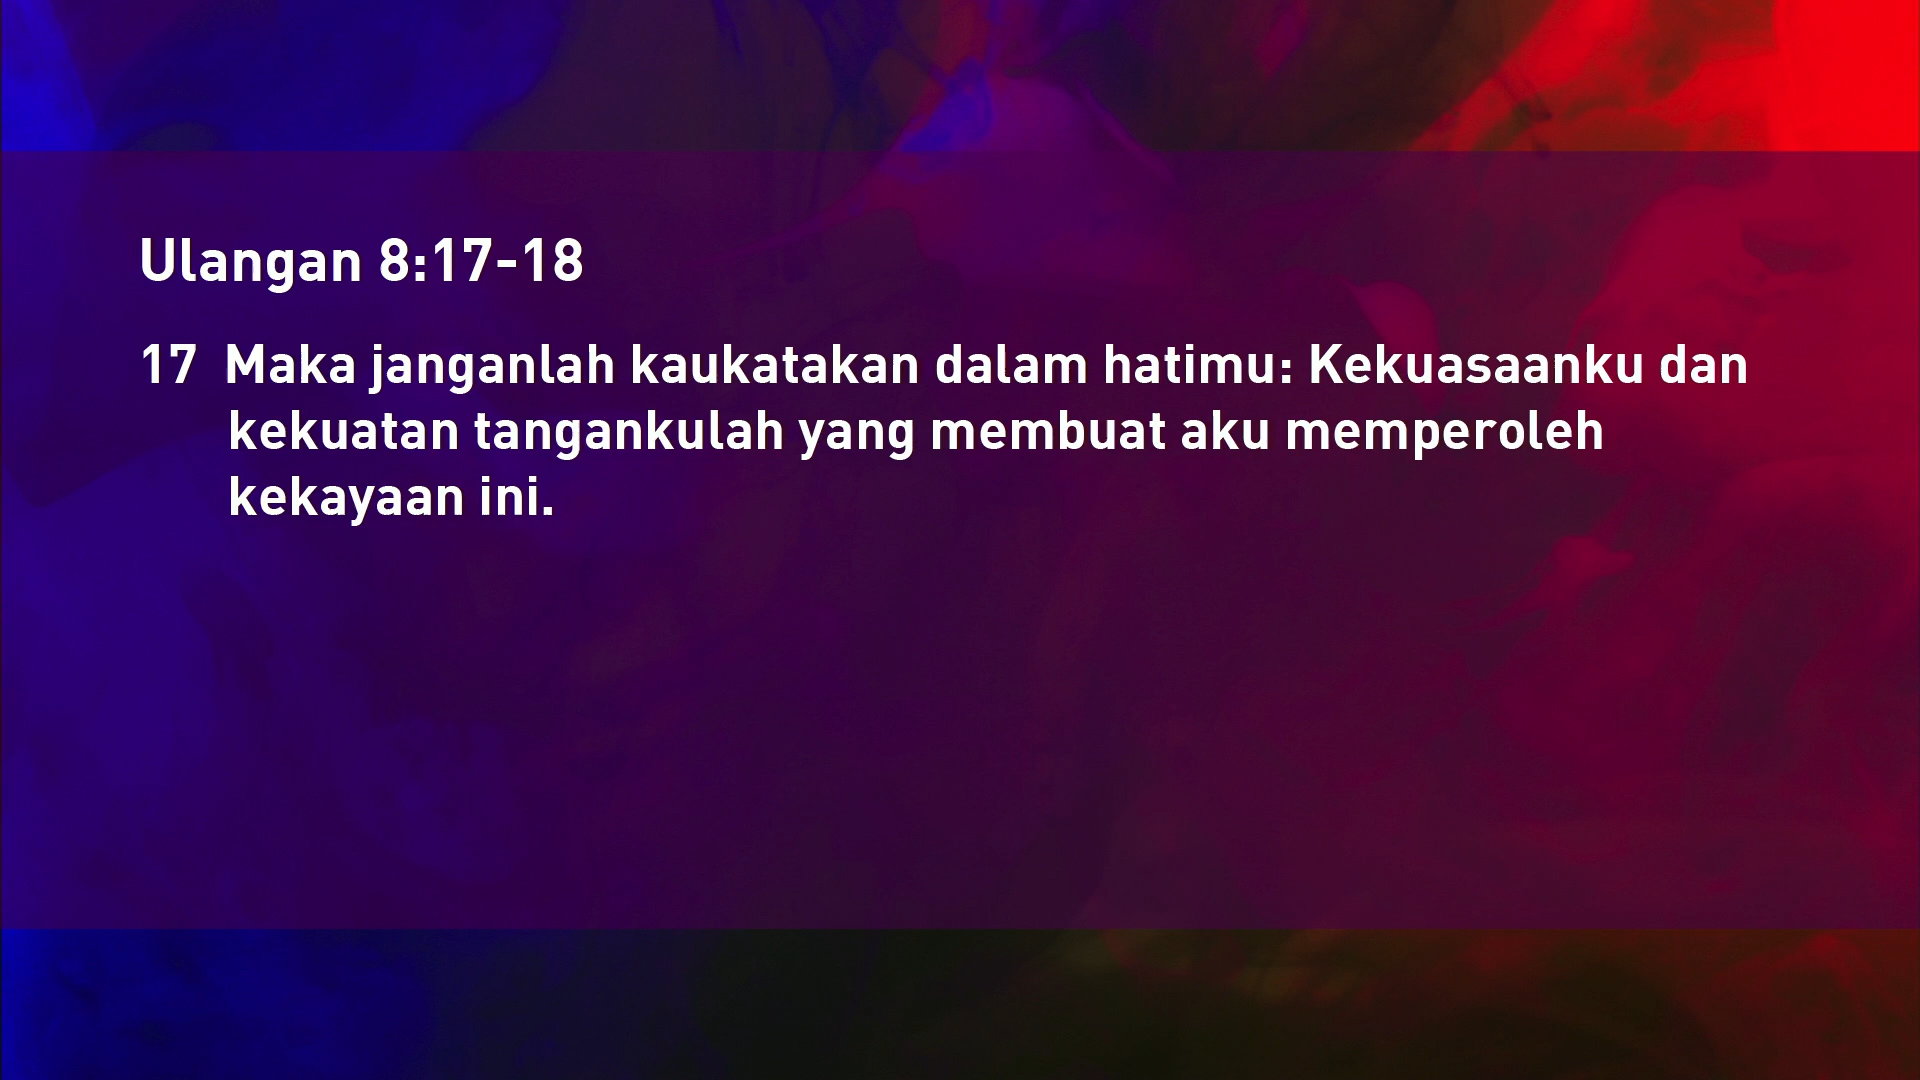 Ulangan 8:17-18
17 Maka janganlah kaukatakan dalam hatimu: Kekuasaanku dan
kekuatan tangankulah yang membuat aku memperoleh
kekayaan ini.